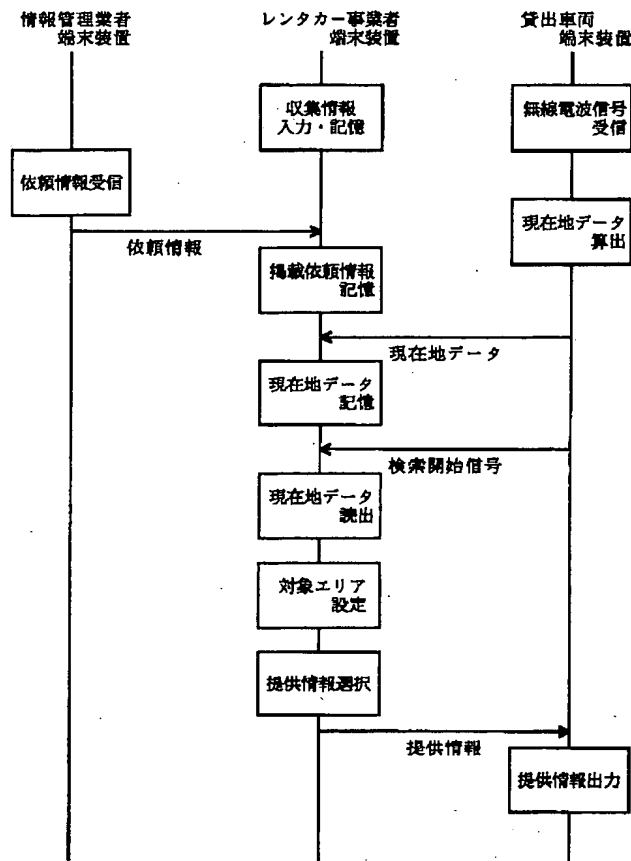 情報管理業者
端末装置
レンタカー事業者
端末装置
貸出車両
端末装置
収集情報
入力・記憶
無線電波信号
受信
依頼情報受信
現在地データ
算出
依頼情報
掲載依頼情報
記憶
現在地データ
現在地データ
記憶
検索開始信号
現在地データ
読出
対象エリア
設定
提供情報選択
提供情報
提供情報出力